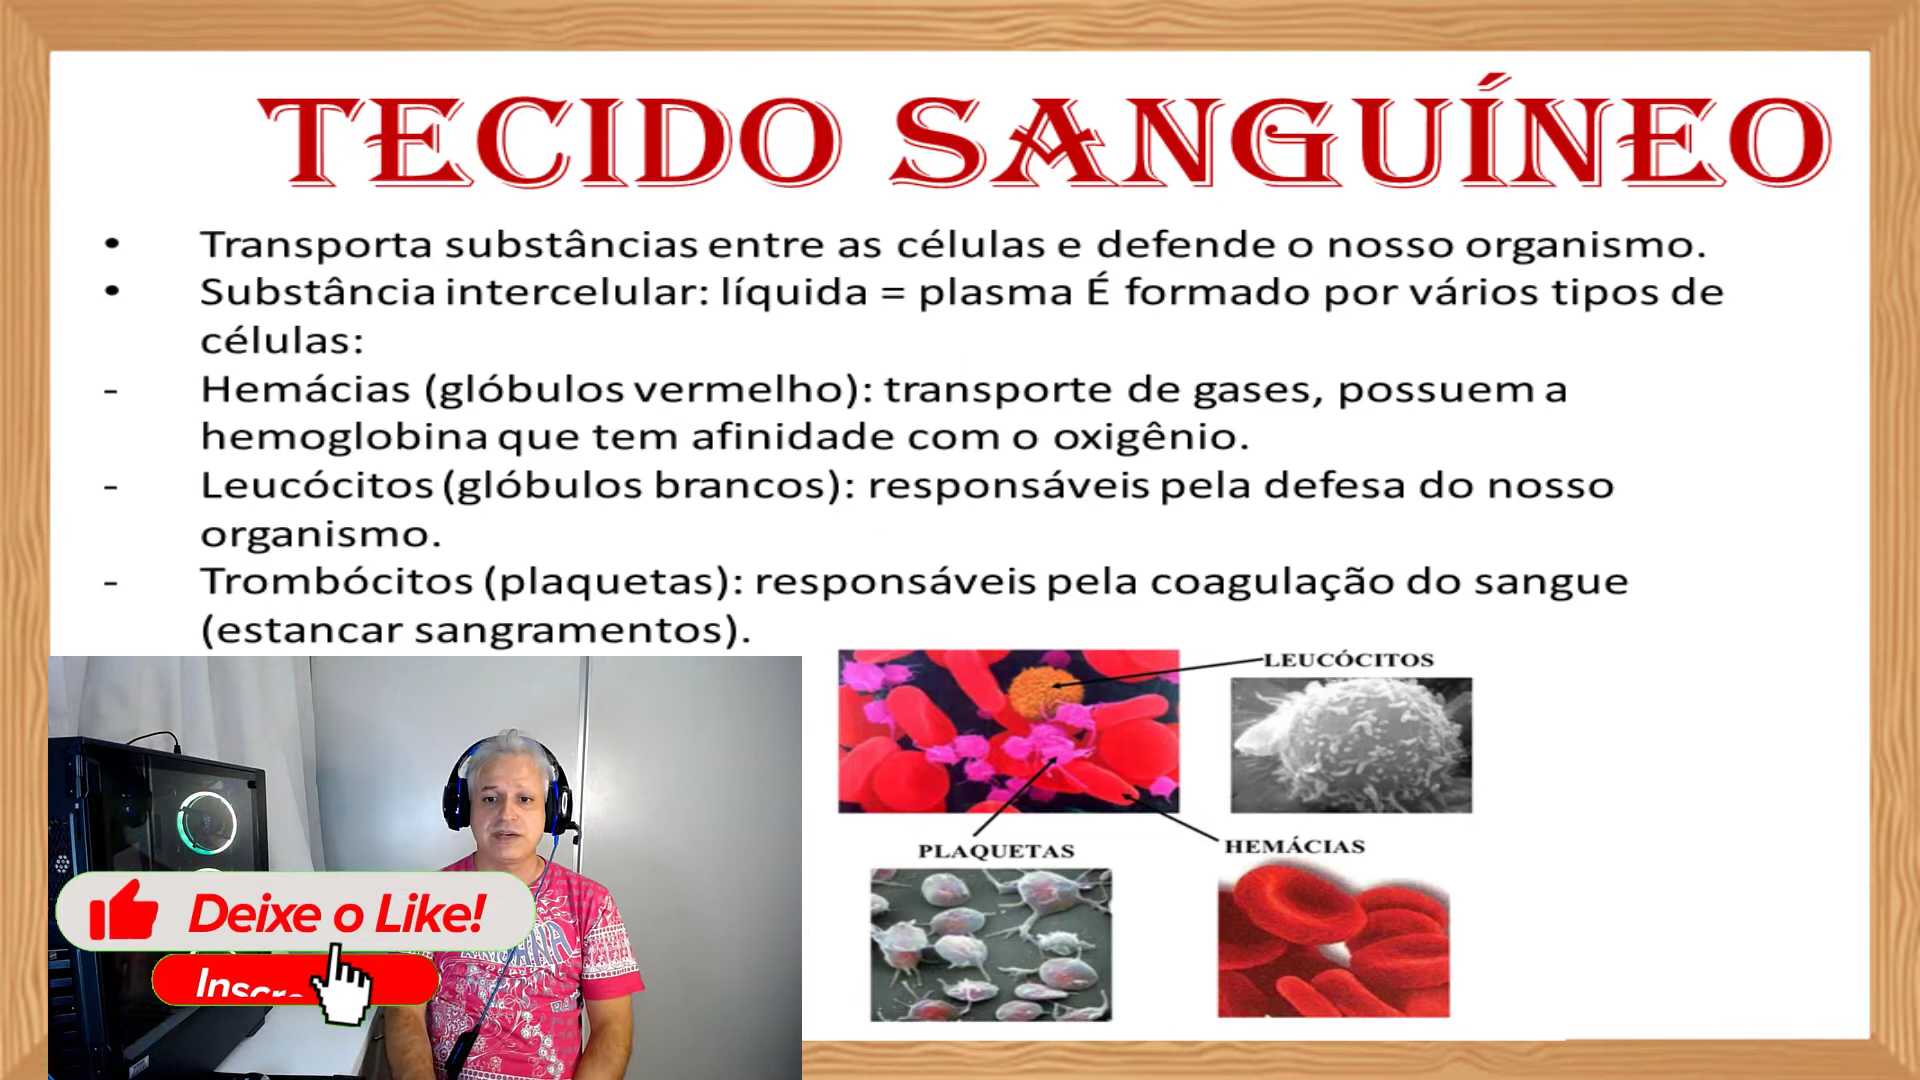 TECIDO SANGUÍNEO
• Transporta substâncias entre as células e defende o nosso organismo.
• Substância intercelular: líquida = plasma É formado por vários tipos de
células:
- Hemácias (glóbulos vermelho): transporte de gases, possuem a
hemoglobina que tem afinidade com o oxigênio.
- Leucócitos (glóbulos brancos): responsáveis pela defesa do nosso
organismo.
- Trombócitos (plaquetas): responsáveis pela coagulação do sangue
(estancar sangramentos).
LEUCÓCITOS
PLAQUETAS
HEMÁCIAS
Deixe o Like!